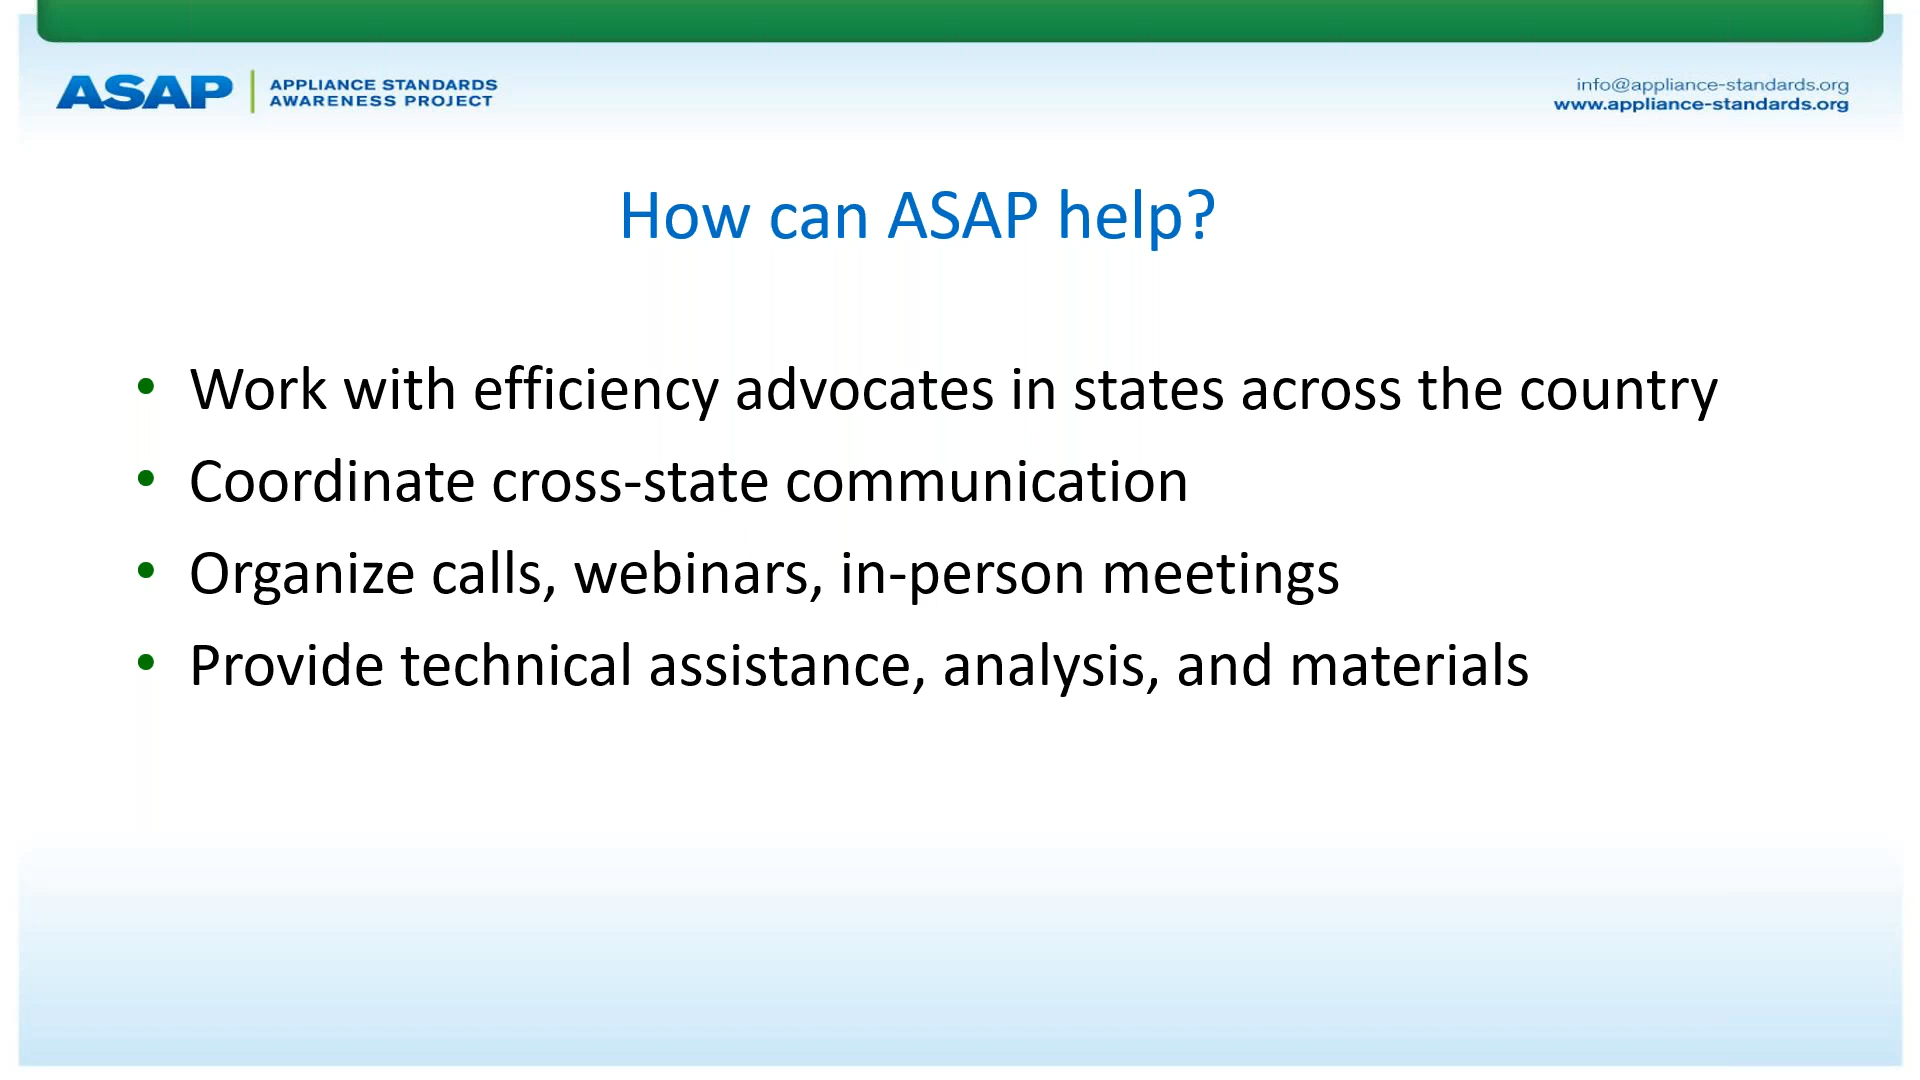 ASAP
APPLIANCE STANDARDS
AWARENESS PROJECT
info@appliance-standards.org
www.appliance-standards.org
How can ASAP help?
• Work with efficiency advocates in states across the country
• Coordinate cross-state communication
• Organize calls, webinars, in-person meetings
• Provide technical assistance, analysis, and materials